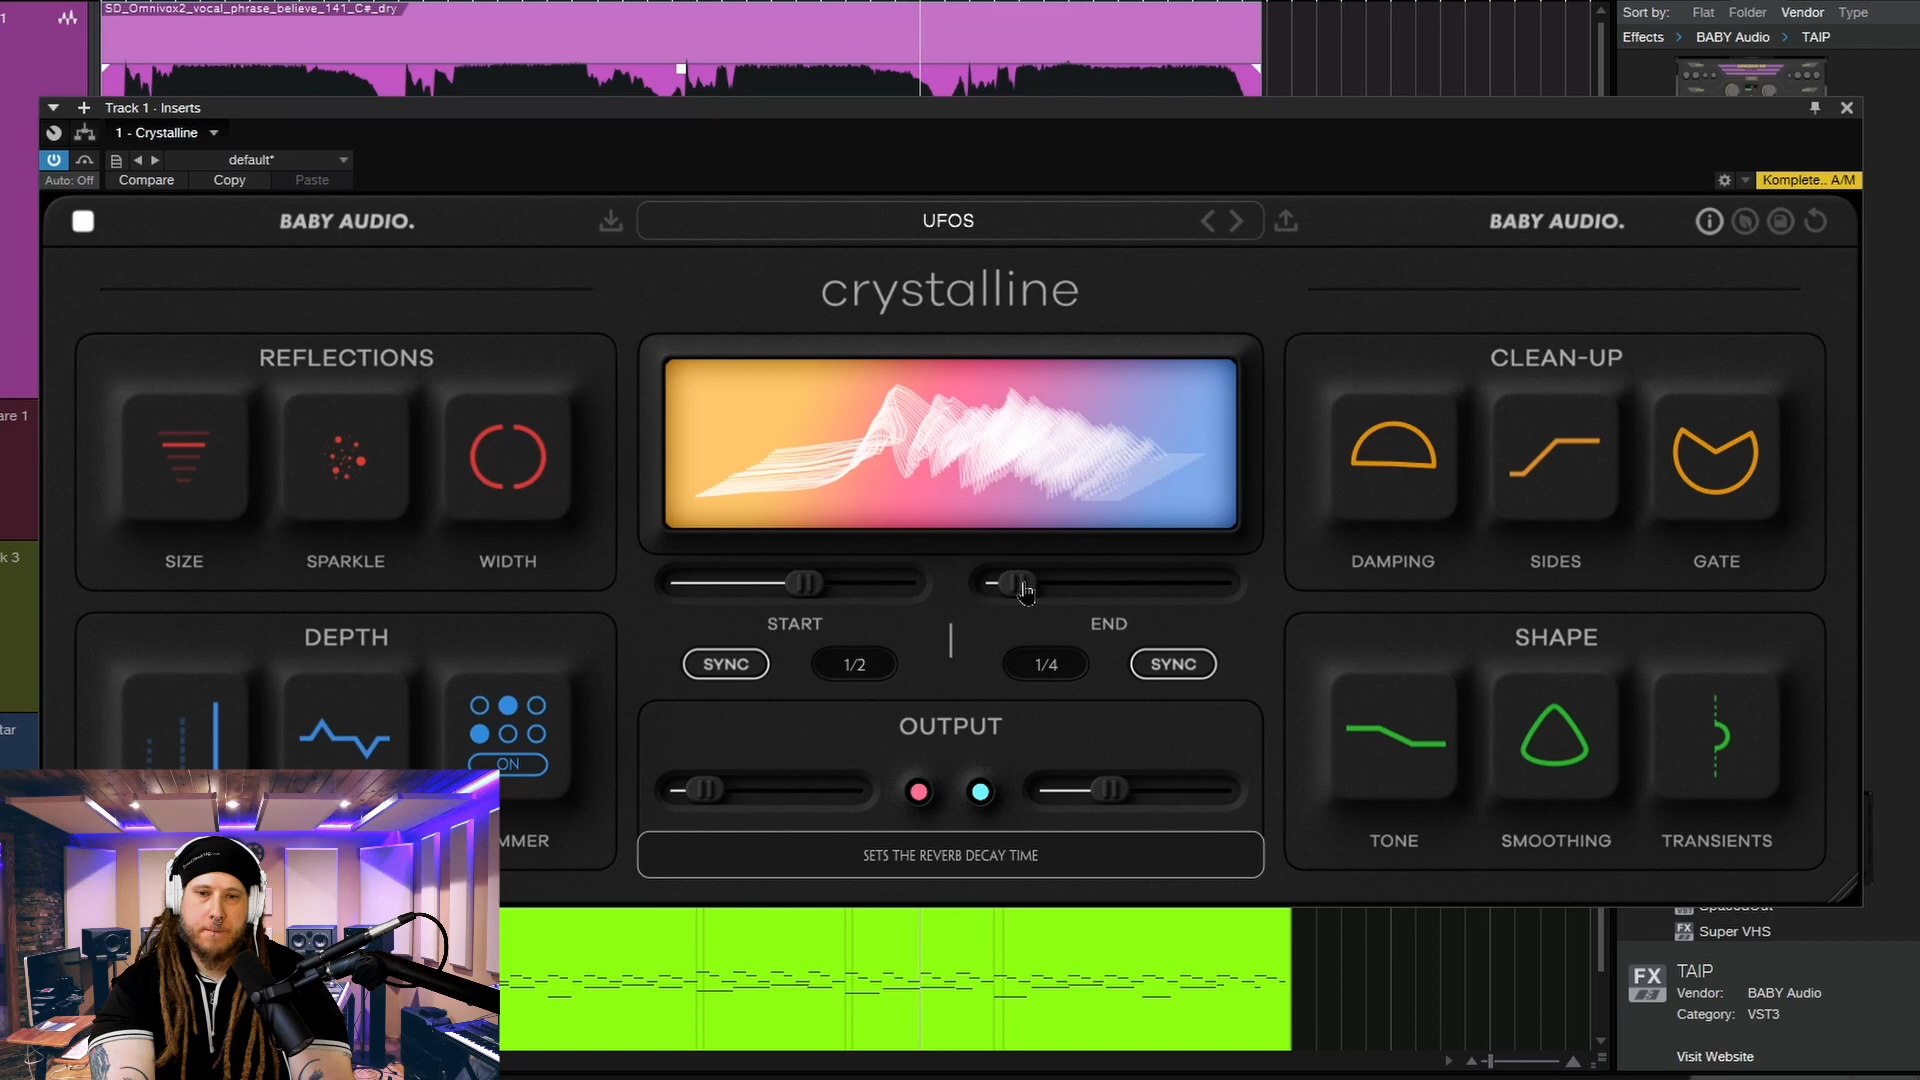 1
SD_Omnivox2_vocal_phrase_believe_141_C#_dry
Sort by: Flat Folder Vendor Type
Effects > BABY Audio > TAIP
Track 1 - Inserts
1 - Crystalline
default*
Auto: Off Compare Copy Paste
Komplete.. A/M
BABY AUDIO.
UFOS
BABY AUDIO.
crystalline
REFLECTIONS
SIZE SPARKLE WIDTH
CLEAN-UP
DAMPING SIDES GATE
START
END
SYNC 1/2 1/4 SYNC
DEPTH
ON
MMER
OUTPUT
SETS THE REVERB DECAY TIME
SHAPE
TONE SMOOTHING TRANSIENTS
are 1
k 3
tar
FX Super VHS
FX TAIP
Vendor: BABY Audio
Category: VST3
Visit Website